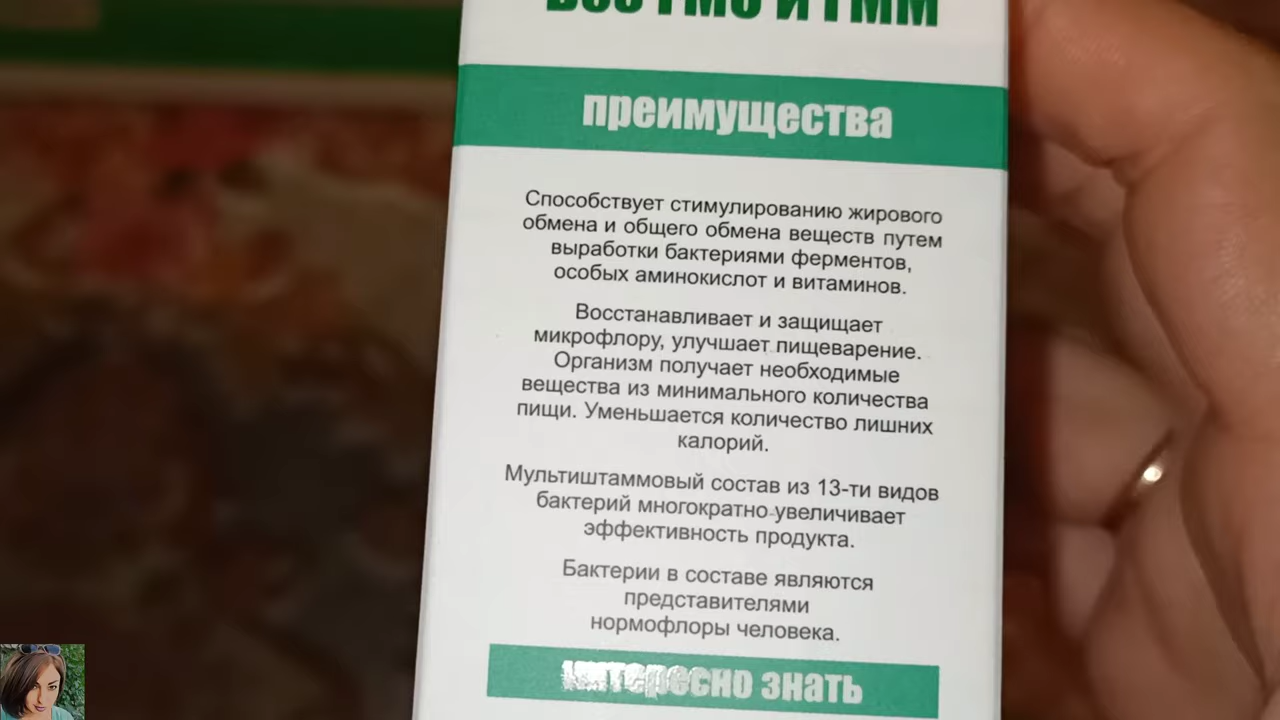 и ГММ
преимущества
Способствует стимулированию жирового
обмена и общего обмена веществ путем
выработки бактериями ферментов,
особых аминокислот и витаминов.
Восстанавливает и защищает
микрофлору, улучшает пищеварение.
Организм получает необходимые
вещества из минимального количества
пищи. Уменьшается количество лишних
калорий.
Мультиштаммовый состав из 13-ти видов
бактерий многократно увеличивает
эффективность продукта.
Бактерии в составе являются
представителями
нормофлоры человека.
интересно знать